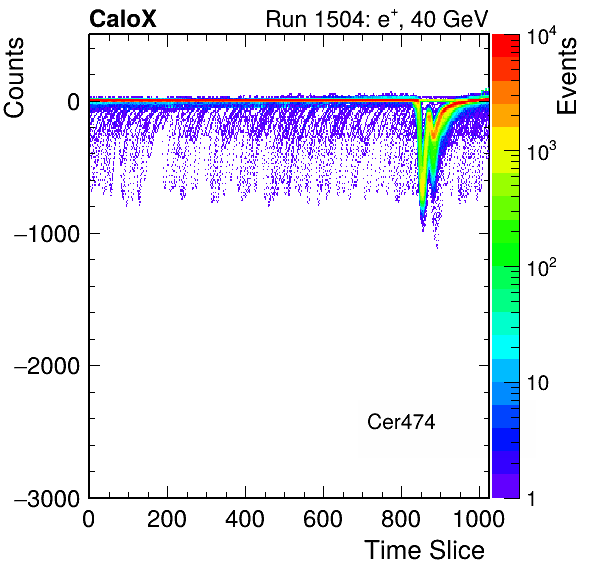 CaloX Run 1504: e⁺, 40 GeV
Counts
Events
0
−1000
−2000
−3000
10⁴
10³
10²
10
1
Cer474
0 200 400 600 800 1000
Time Slice